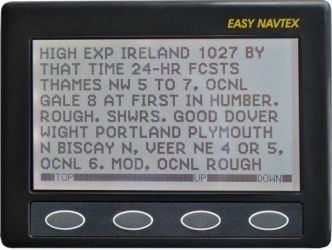 EASY NAVTEX
HIGH EXP IRELAND 1027 BY
THAT TIME 24-HR FCSTS
THAMES NW 5 TO 7, OCNL
GALE 8 AT FIRST IN HUMBER.
ROUGH. SHWRS. GOOD DOVER
WIGHT PORTLAND PLYMOUTH
N BISCAY N, VEER NE 4 OR 5,
OCNL 6. MOD, OCNL ROUGH
TOP UP DOWN